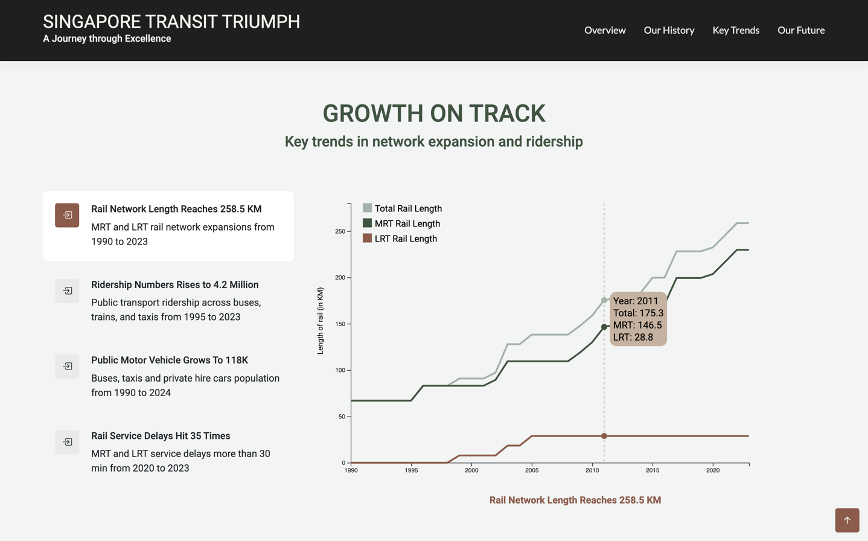 SINGAPORE TRANSIT TRIUMPH
A Journey through Excellence
Overview
Our History
Key Trends
Our Future
GROWTH ON TRACK
Key trends in network expansion and ridership
Rail Network Length Reaches 258.5 KM
MRT and LRT rail network expansions from
1990 to 2023
Ridership Numbers Rises to 4.2 Million
Public transport ridership across buses,
trains, and taxis from 1995 to 2023
Public Motor Vehicle Grows To 118K
Buses, taxis and private hire cars population
from 1990 to 2024
Rail Service Delays Hit 35 Times
MRT and LRT service delays more than 30
min from 2020 to 2023
Total Rail Length
MRT Rail Length
LRT Rail Length
Length of rail (in KM)
250
200
150
100
50
0
Year: 2011
Total: 175.3
MRT: 146.5
LRT: 28.8
1990
1995
2000
2005
2010
2015
2020
Rail Network Length Reaches 258.5 KM